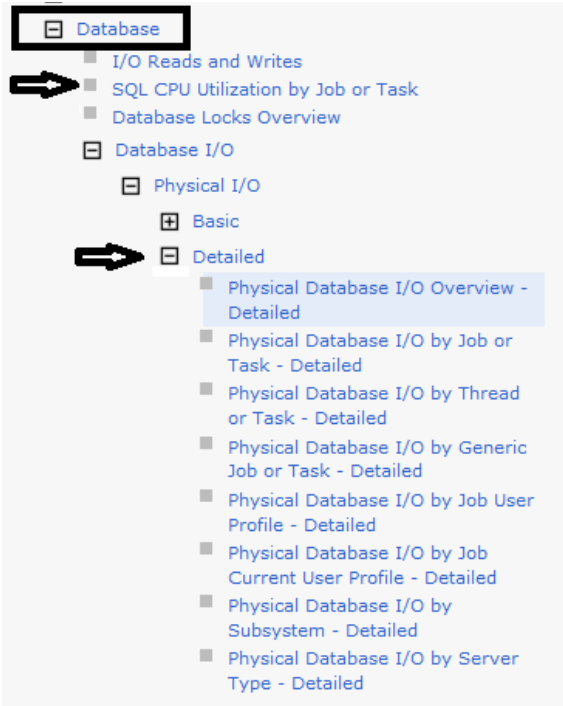 Database
I/O Reads and Writes
SQL CPU Utilization by Job or Task
Database Locks Overview
Database I/O
Physical I/O
Basic
Detailed
Physical Database I/O Overview -
Detailed
Physical Database I/O by Job or
Task - Detailed
Physical Database I/O by Thread
or Task - Detailed
Physical Database I/O by Generic
Job or Task - Detailed
Physical Database I/O by Job User
Profile - Detailed
Physical Database I/O by Job
Current User Profile - Detailed
Physical Database I/O by
Subsystem - Detailed
Physical Database I/O by Server
Type - Detailed